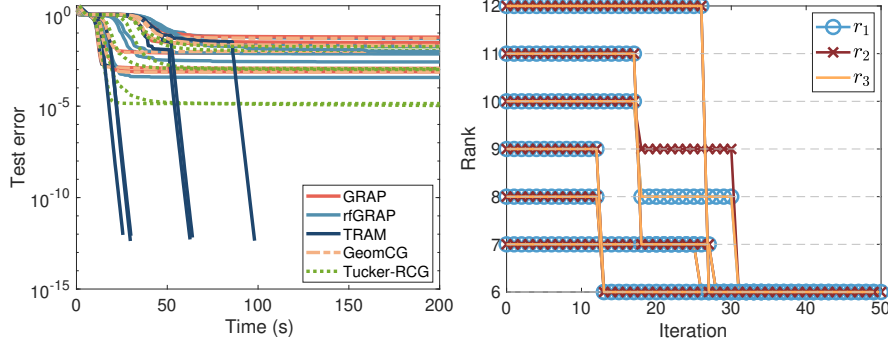 10^0
10^-5
10^-10
10^-15
Test error
0
50
100
150
200
Time (s)
GRAP
rfGRAP
TRAM
GeomCG
Tucker-RCG
12
11
10
9
8
7
6
Rank
0
10
20
30
40
50
Iteration
r_1
r_2
r_3